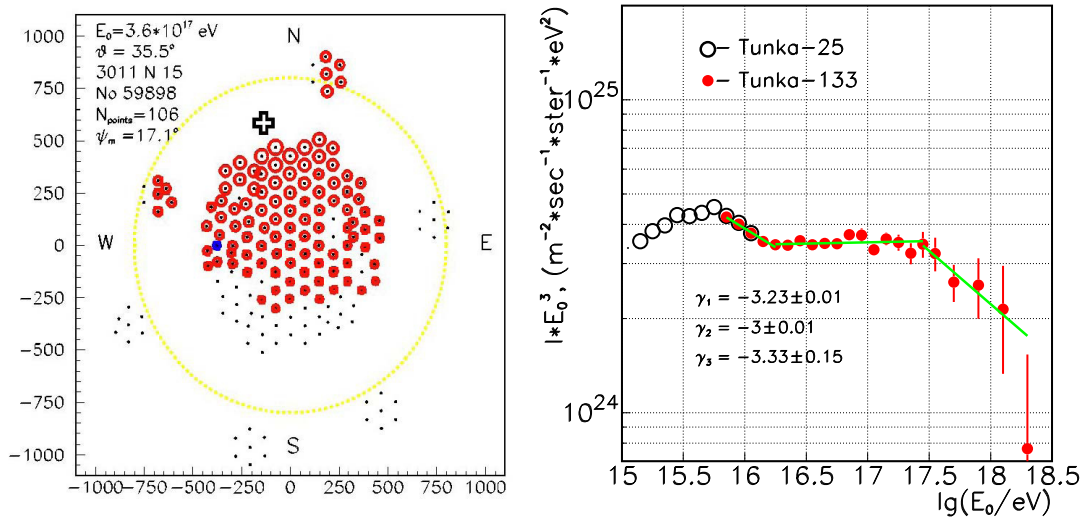 E₀=3.6*10¹⁷ eV
ϑ = 35.5°
3011 N 15
No 59898
Nₚₒᵢₙₜₛ=106
ψₘ =17.1°
N
W
E
S
1000
750
500
250
0
-250
-500
-750
-1000
-1000 -750 -500 -250 0 250 500 750 1000
I*E₀³, (m⁻²*sec⁻¹*ster⁻¹*eV²)
10²⁵
10²⁴
– Tunka-25
– Tunka-133
γ₁ = -3.23±0.01
γ₂ = -3±0.01
γ₃ = -3.33±0.15
15 15.5 16 16.5 17 17.5 18 18.5
lg(E₀/eV)